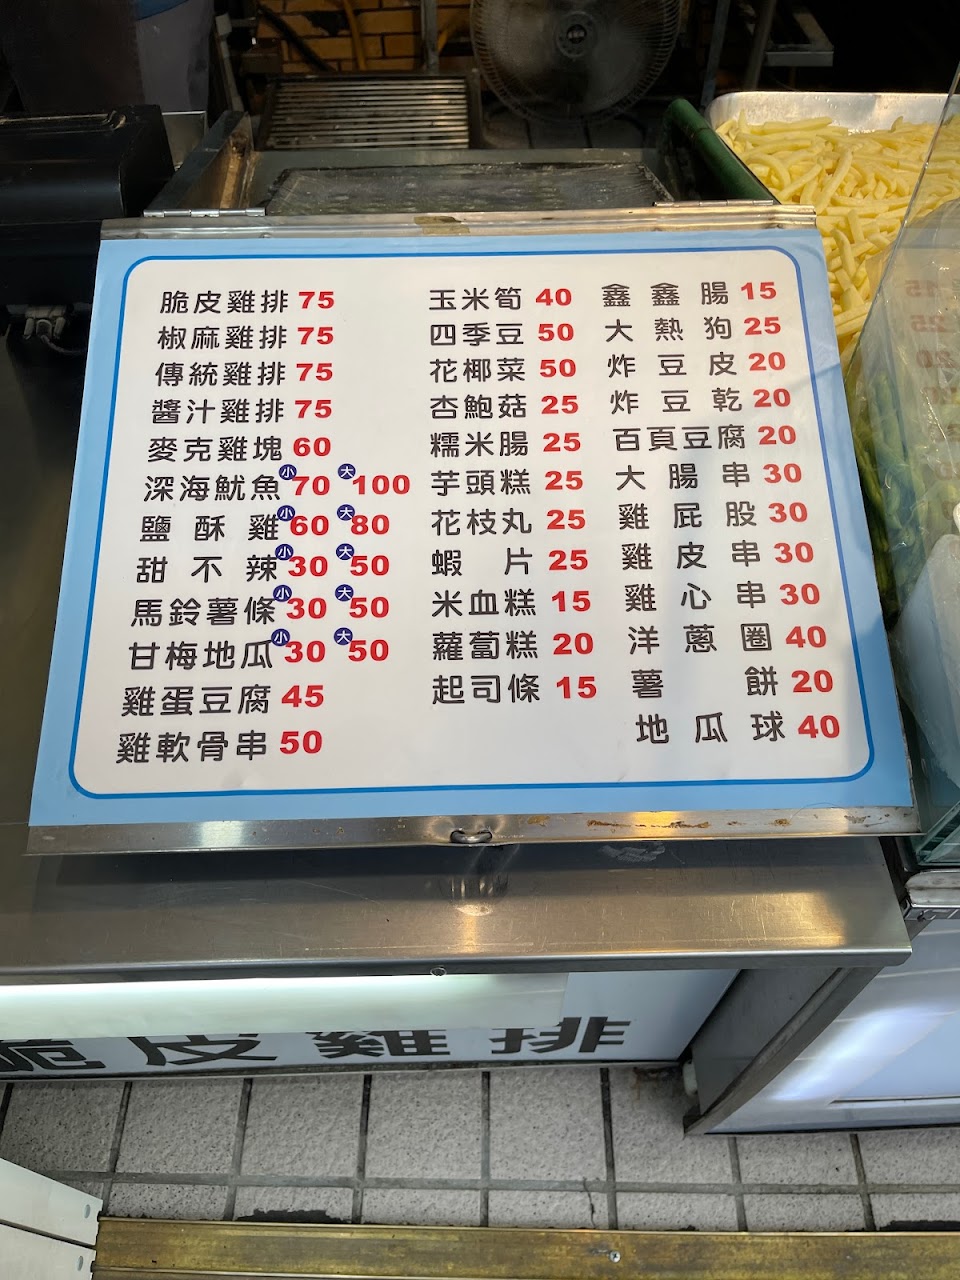 脆皮雞排 75
椒麻雞排 75
傳統雞排 75
醬汁雞排 75
麥克雞塊 60
深海魷魚 小 70 大 100
鹽酥雞 小 60 大 80
甜不辣 小 30 大 50
馬鈴薯條 小 30 大 50
甘梅地瓜 小 30 大 50
雞蛋豆腐 45
雞軟骨串 50
玉米筍 40
四季豆 50
花椰菜 50
杏鮑菇 25
糯米腸 25
芋頭糕 25
花枝丸 25
蝦片 25
米血糕 15
蘿蔔糕 20
起司條 15
鑫鑫腸 15
大熱狗 25
炸豆皮 20
炸豆乾 20
百頁豆腐 20
大腸串 30
雞屁股 30
雞皮串 30
雞心串 30
洋蔥圈 40
薯餅 20
地瓜球 40
脆皮雞排